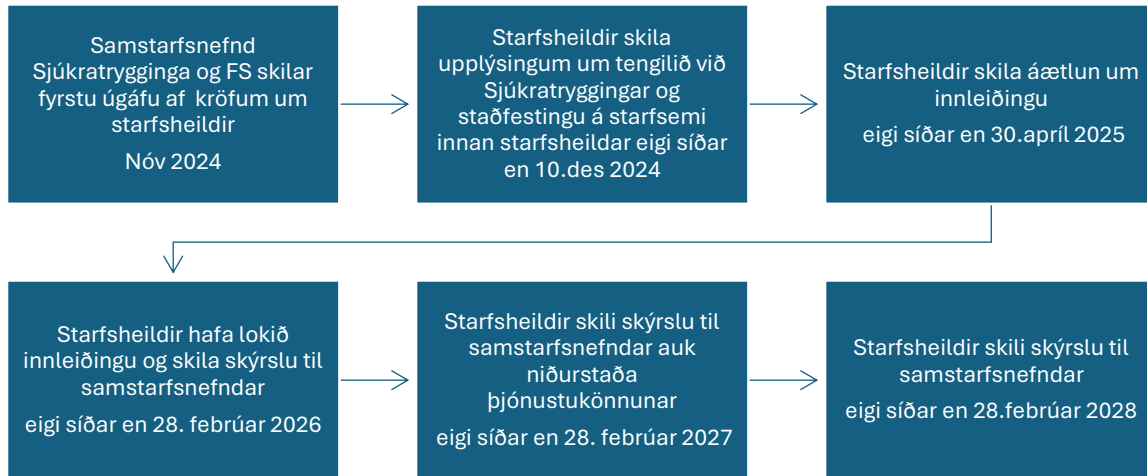 Samstarfsnefnd
Sjúkratrygginga og FS skilar
fyrstu úgáfu af kröfum um
starfsheildir
Nóv 2024
Starfsheildir skila
upplýsingum um tengilið við
Sjúkratryggingar og
staðfestingu á starfsemi
innan starfsheildar eigi síðar
en 10.des 2024
Starfsheildir skila áætlun um
innleiðingu
eigi síðar en 30.apríl 2025
Starfsheildir hafa lokið
innleiðingu og skila skýrslu til
samstarfsnefndar
eigi síðar en 28. febrúar 2026
Starfsheildir skili skýrslu til
samstarfsnefndar auk
niðurstaða
þjónustukönnunar
eigi síðar en 28. febrúar 2027
Starfsheildir skili skýrslu til
samstarfsnefndar
eigi síðar en 28.febrúar 2028